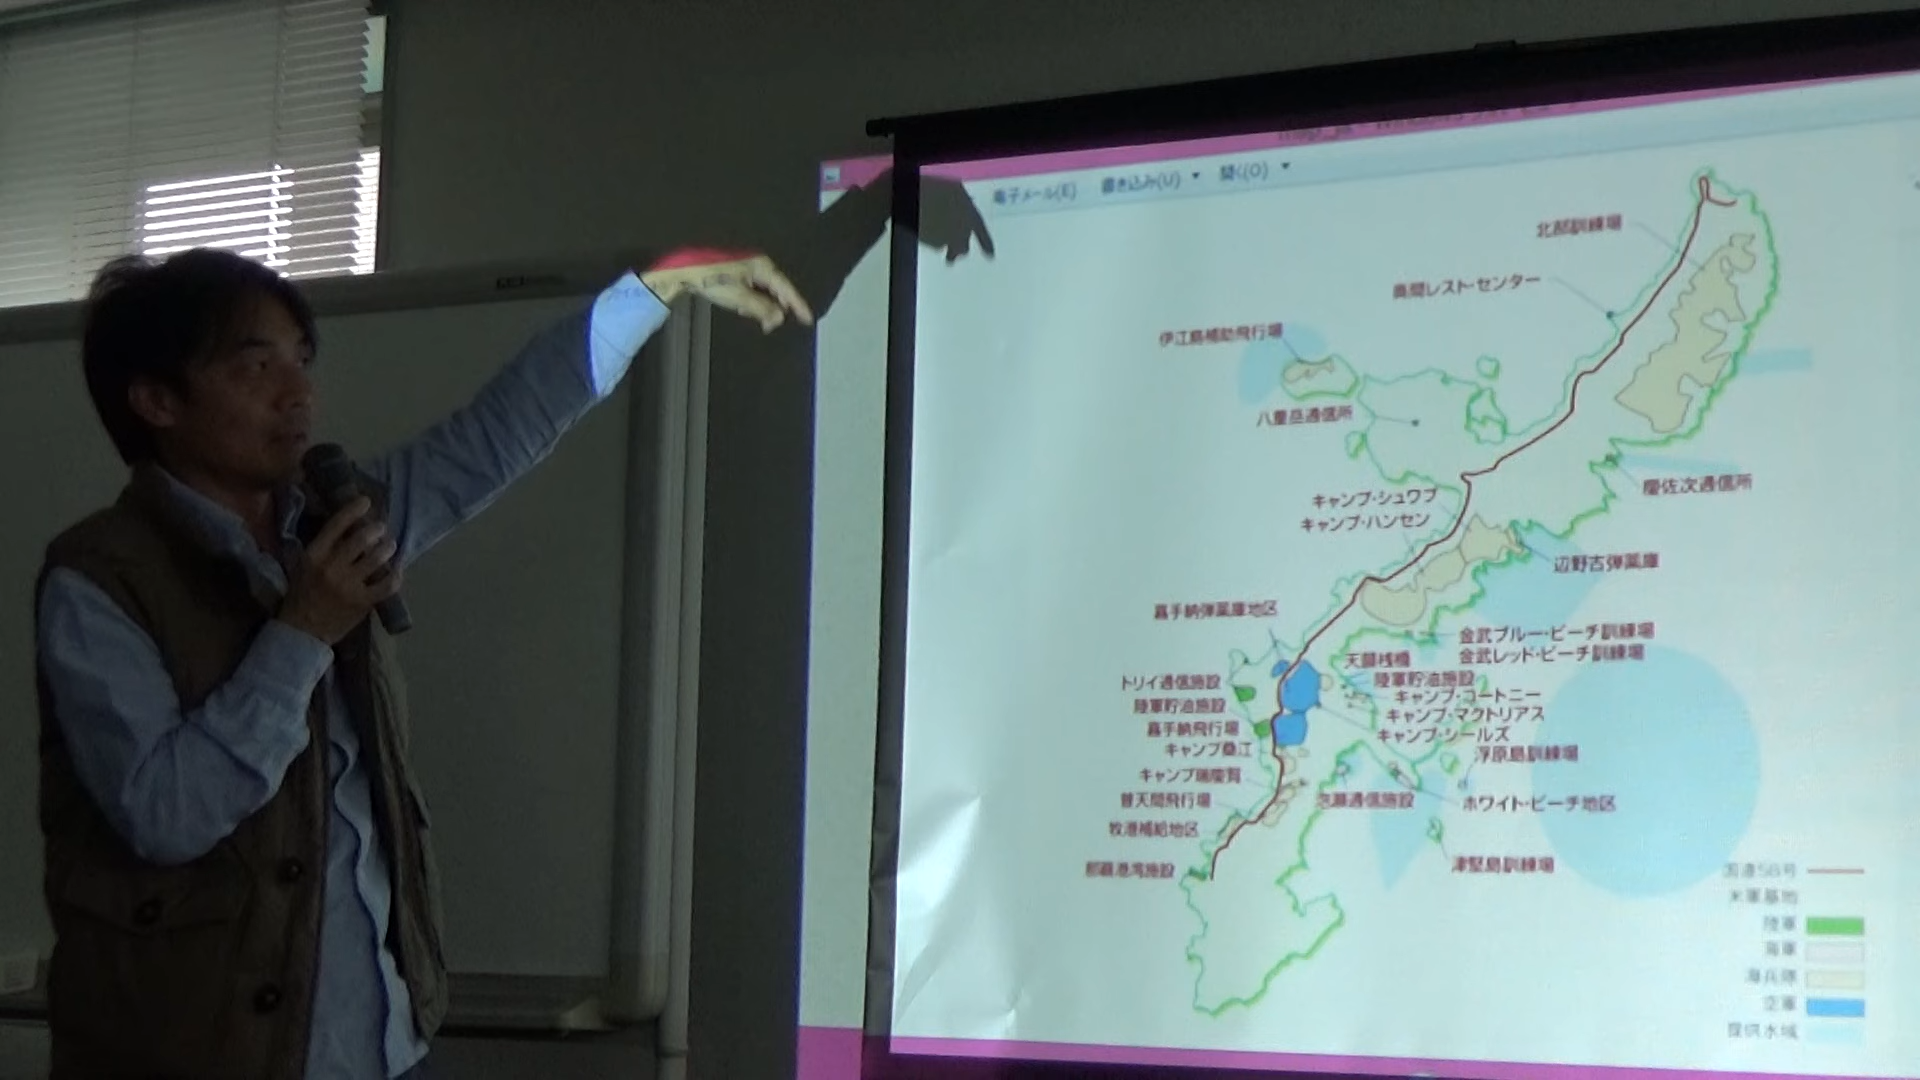 電子メール(E) 書き込み(U) 開く(O)
北部訓練場
奥間レスト・センター
伊江島補助飛行場
八重岳通信所
慶佐次通信所
キャンプ・シュワブ
キャンプ・ハンセン
辺野古弾薬庫
嘉手納弾薬庫地区
金武ブルー・ビーチ訓練場
金武レッド・ビーチ訓練場
天願桟橋
トリイ通信施設
陸軍貯油施設
陸軍貯油施設
キャンプ・コートニー
キャンプ・マクトリアス
嘉手納飛行場
キャンプ・シールズ
キャンプ桑江
浮原島訓練場
キャンプ瑞慶覧
普天間飛行場
泡瀬通信施設
ホワイト・ビーチ地区
牧港補給地区
津堅島訓練場
那覇港湾施設
国道58号
米軍基地
陸軍
海軍
海兵隊
空軍
提供水域